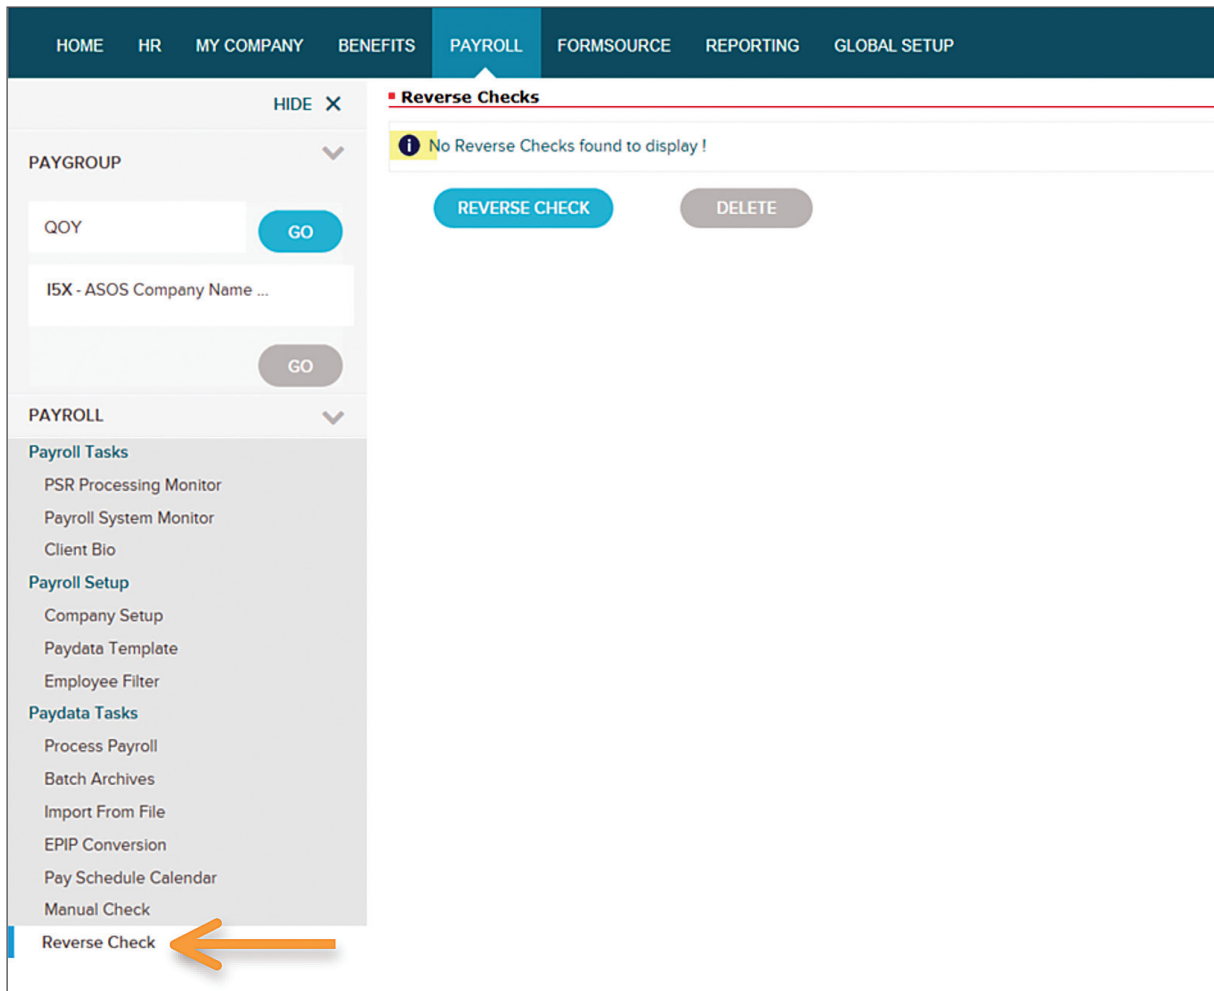 HOME HR MY COMPANY BENEFITS PAYROLL FORMSOURCE REPORTING GLOBAL SETUP
HIDE X
PAYGROUP
QOY
GO
I5X - ASOS Company Name ...
GO
PAYROLL
Payroll Tasks
PSR Processing Monitor
Payroll System Monitor
Client Bio
Payroll Setup
Company Setup
Paydata Template
Employee Filter
Paydata Tasks
Process Payroll
Batch Archives
Import From File
EPIP Conversion
Pay Schedule Calendar
Manual Check
Reverse Check
Reverse Checks
i No Reverse Checks found to display !
REVERSE CHECK DELETE